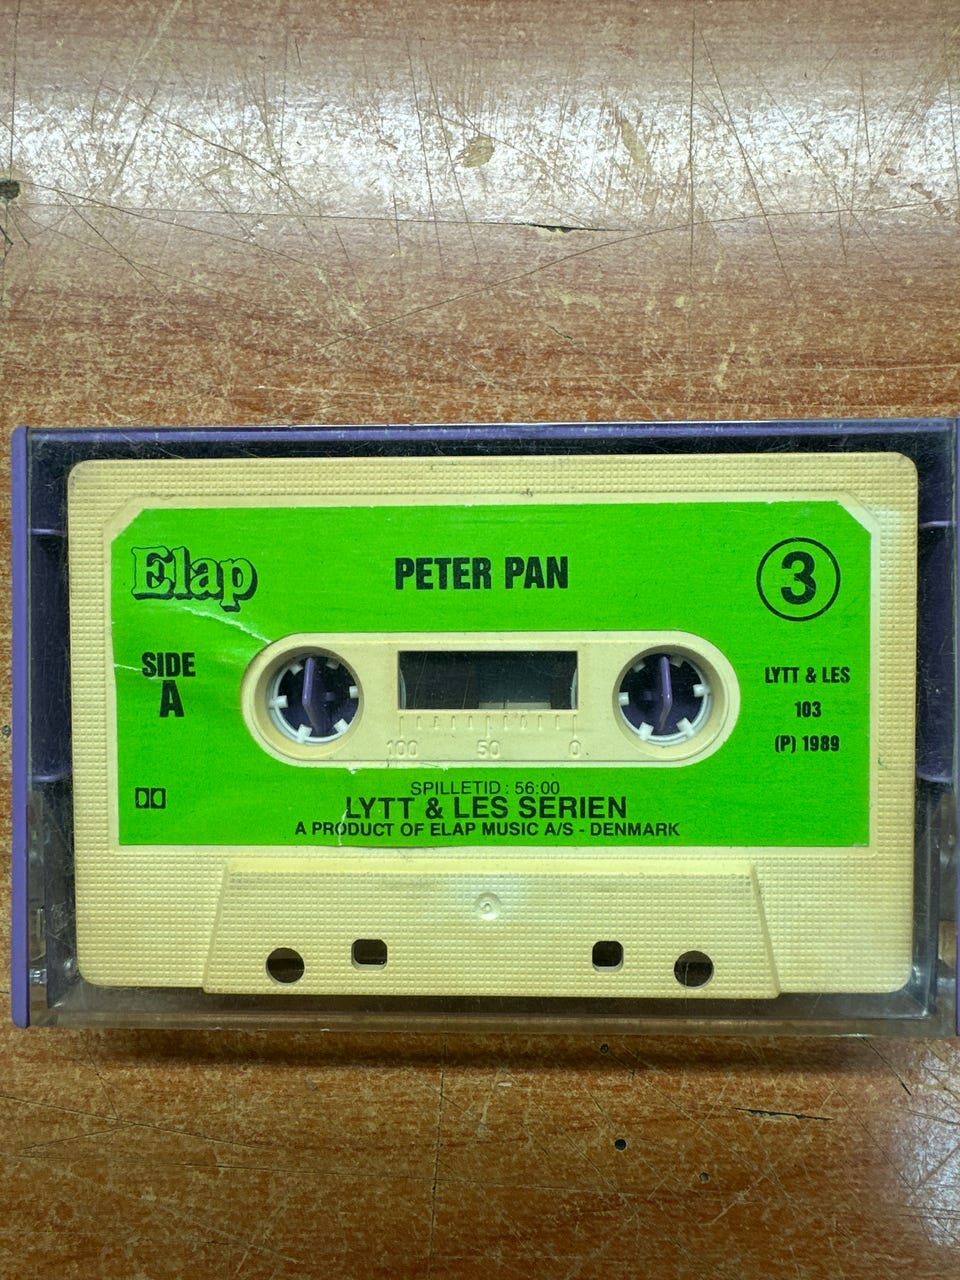 Elap
PETER PAN
3
SIDE
A
LYTT & LES
103
(P) 1989
100 50 0
SPILLETID : 56:00
LYTT & LES SERIEN
A PRODUCT OF ELAP MUSIC A/S - DENMARK